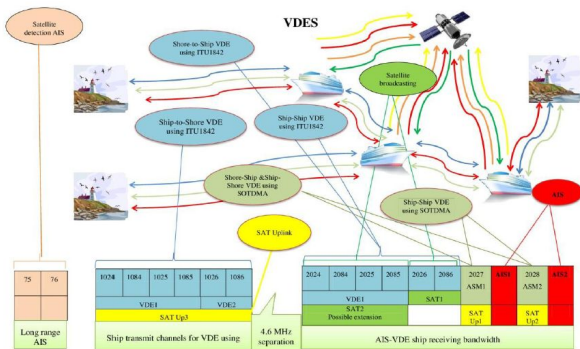 Satellite
detection AIS
VDES
Shore-to-Ship VDE
using ITU1842
Satellite
broadcasting
Ship-to-Shore VDE
using ITU1842
Ship-Ship VDE
using ITU1842
Shore-Ship &Ship-
Shore VDE using
SOTDMA
Ship-Ship VDE
using SOTDMA
AIS
SAT Uplink
75 76
Long range
AIS
1024 1084 1025 1085 1026 1086
VDE1 VDE2
SAT Up3
Ship transmit channels for VDE using
4.6 MHz
separation
2024 2084 2025 2085 2026 2086 2027
ASM1
AIS1
2028
ASM2
AIS2
VDE1 SAT1
SAT2
Possible extension
SAT
Up1
SAT
Up2
AIS-VDE ship receiving bandwidth